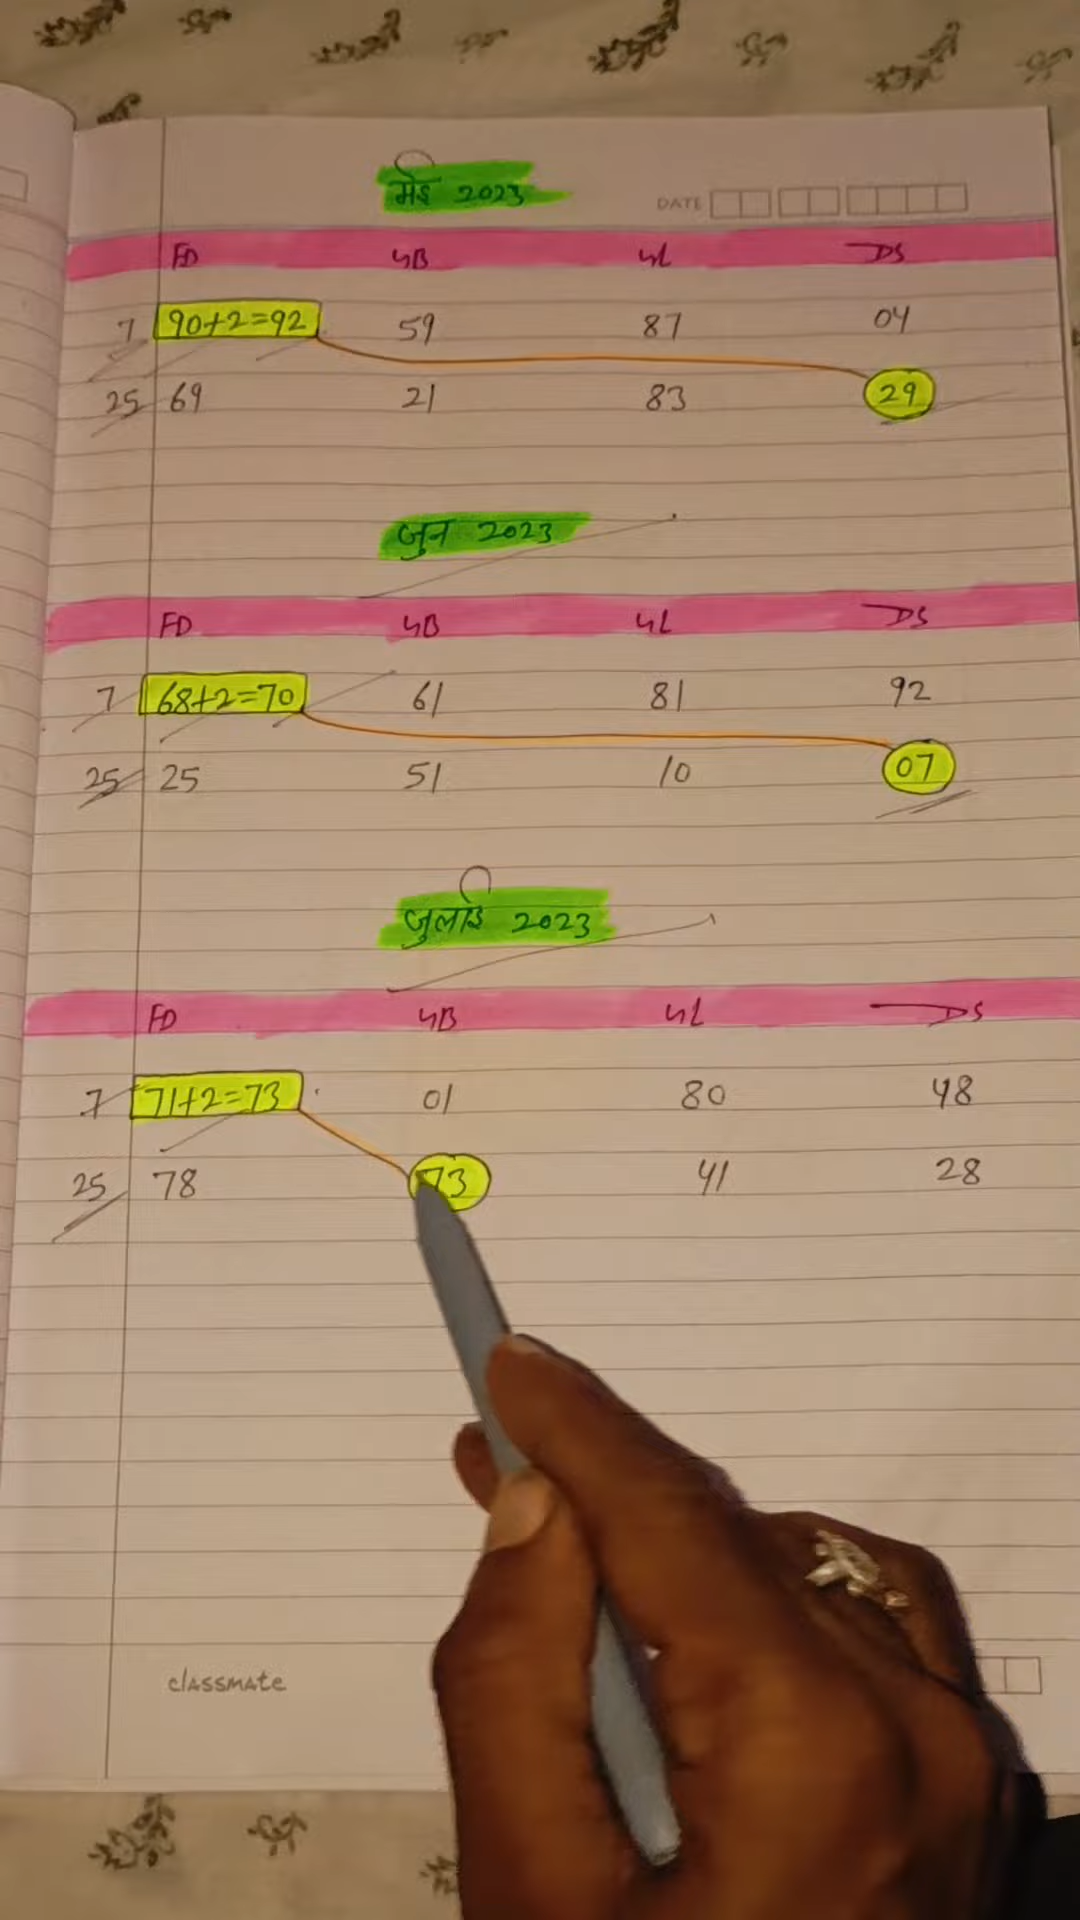 मई 2023
DATE
FD GB GL DS
7 90+2=92 59 87 04
25 69 21 83 29
जुन 2023
FD GB GL DS
7 68+2=70 61 81 92
25 25 51 10 07
जुलाई 2023
FD GB GL DS
7 71+2=73 01 80 48
25 78 73 41 28
classmate